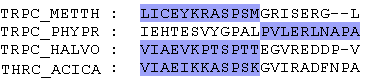 TRPC_METTH : LICEYKRASPSMGRISERG--L
TRPC_PHYPR : IEHTESVYGPALPVLERLNAPA
TRPC_HALVO : VIAEVKPTSPTTEGVREDDP-V
THRC_ACICA : VIAEIKKASPSKGVIRADFNPA